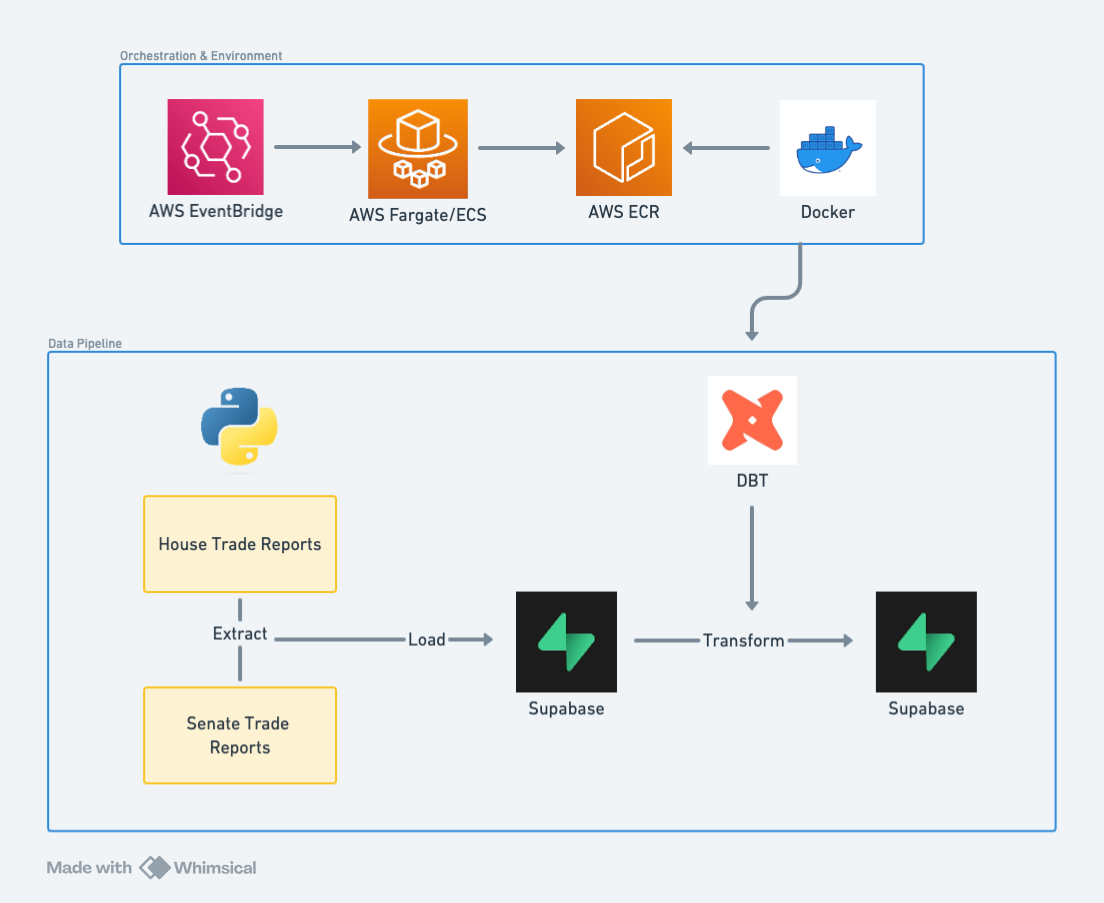 Orchestration & Environment
AWS EventBridge
AWS Fargate/ECS
AWS ECR
Docker
Data Pipeline
DBT
House Trade Reports
Extract
Load
Transform
Senate Trade
Reports
Supabase
Supabase
Made with Whimsical